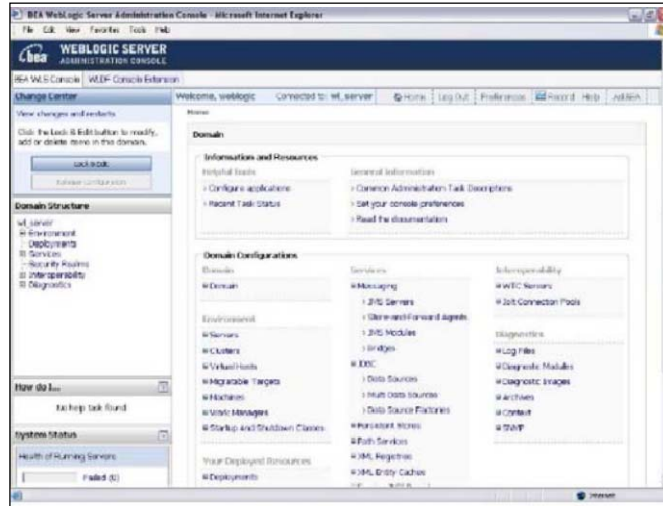 BEA WebLogic Server Administration Console - Microsoft Internet Explorer
File Edit View Favorites Tools Help
bea WEBLOGIC SERVER
ADMINISTRATION CONSOLE
BEA WLS Console WLDF Console Extension
Change Center
View changes and restarts
Click the Lock & Edit button to modify,
add or delete items in this domain.
Lock & Edit
Release Configuration
Domain Structure
wl_server
Environment
Deployments
Services
Security Realms
Interoperability
Diagnostics
How do I...
No help task found
System Status
Health of Running Servers
Failed (0)
Welcome, weblogic Connected to: wl_server Home Log Out Preferences Record Help AskBEA
Home
Domain
Information and Resources
Helpful Tools
Configure applications
Recent Task Status
General Information
Common Administration Task Descriptions
Set your console preferences
Read the documentation
Domain Configurations
Domain
Domain
Environment
Servers
Clusters
Virtual Hosts
Migratable Targets
Machines
Work Managers
Startup And Shutdown Classes
Your Deployed Resources
Deployments
Services
Messaging
JMS Servers
Store-and-Forward Agents
JMS Modules
Bridges
JDBC
Data Sources
Multi Data Sources
Data Source Factories
Persistent Stores
Path Services
XML Registries
XML Entity Caches
Interoperability
WTC Servers
Jolt Connection Pools
Diagnostics
Log Files
Diagnostic Modules
Diagnostic Images
Archives
Context
SNMP
Internet